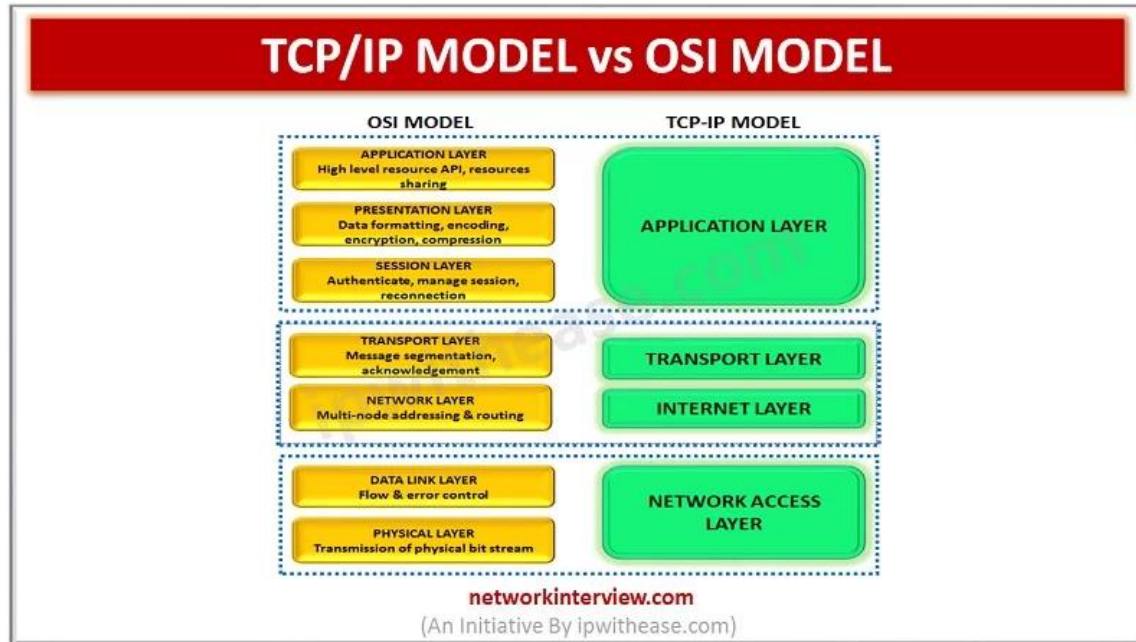 TCP/IP MODEL vs OSI MODEL
OSI MODEL
TCP-IP MODEL
APPLICATION LAYER
High level resource API, resources
sharing
PRESENTATION LAYER
Data formatting, encoding,
encryption, compression
SESSION LAYER
Authenticate, manage session,
reconnection
APPLICATION LAYER
TRANSPORT LAYER
Message segmentation,
acknowledgement
TRANSPORT LAYER
NETWORK LAYER
Multi-node addressing & routing
INTERNET LAYER
DATA LINK LAYER
Flow & error control
PHYSICAL LAYER
Transmission of physical bit stream
NETWORK ACCESS
LAYER
ipwithease.com
networkinterview.com
(An Initiative By ipwithease.com)